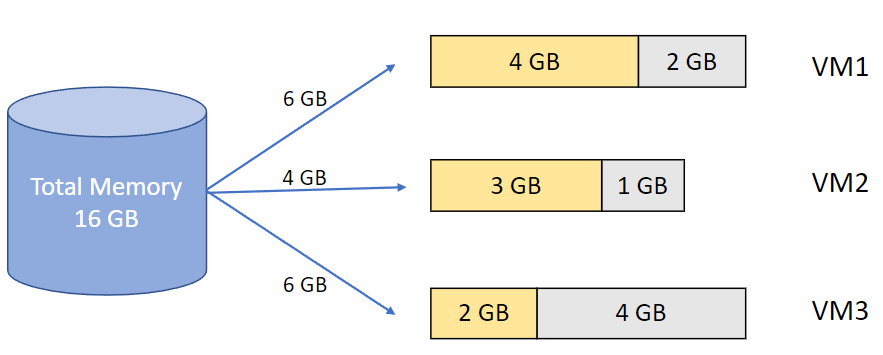 Total Memory
16 GB
6 GB
4 GB
6 GB
4 GB
2 GB
VM1
3 GB
1 GB
VM2
2 GB
4 GB
VM3